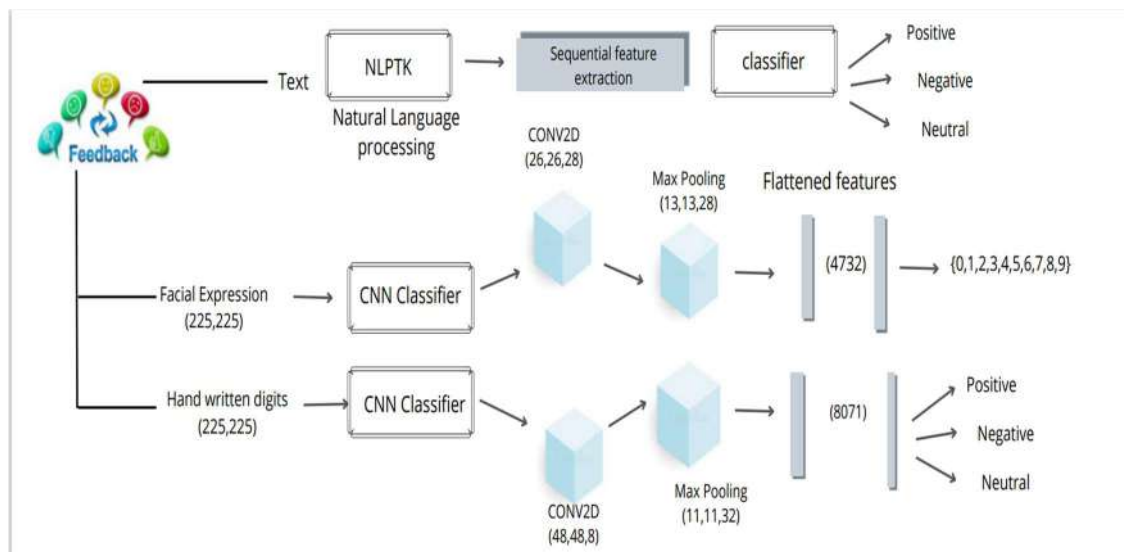 Text
NLPTK
Natural Language
processing
Sequential feature
extraction
classifier
Positive
Negative
Neutral
Feedback
CONV2D
(26,26,28)
Max Pooling
(13,13,28)
Flattened features
(4732)
{0,1,2,3,4,5,6,7,8,9}
Facial Expression
(225,225)
CNN Classifier
Hand written digits
(225,225)
CNN Classifier
CONV2D
(48,48,8)
Max Pooling
(11,11,32)
(8071)
Positive
Negative
Neutral